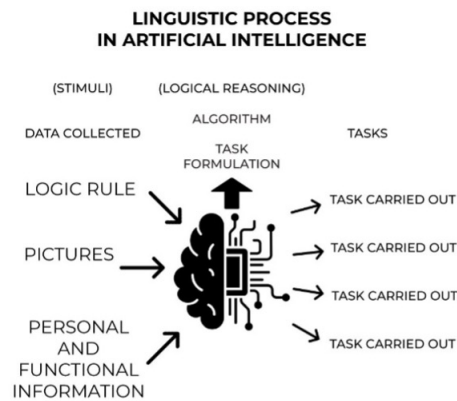 LINGUISTIC PROCESS
IN ARTIFICIAL INTELLIGENCE
(STIMULI)
(LOGICAL REASONING)
DATA COLLECTED
ALGORITHM
TASK
FORMULATION
TASKS
LOGIC RULE
PICTURES
PERSONAL
AND
FUNCTIONAL
INFORMATION
TASK CARRIED OUT
TASK CARRIED OUT
TASK CARRIED OUT
TASK CARRIED OUT